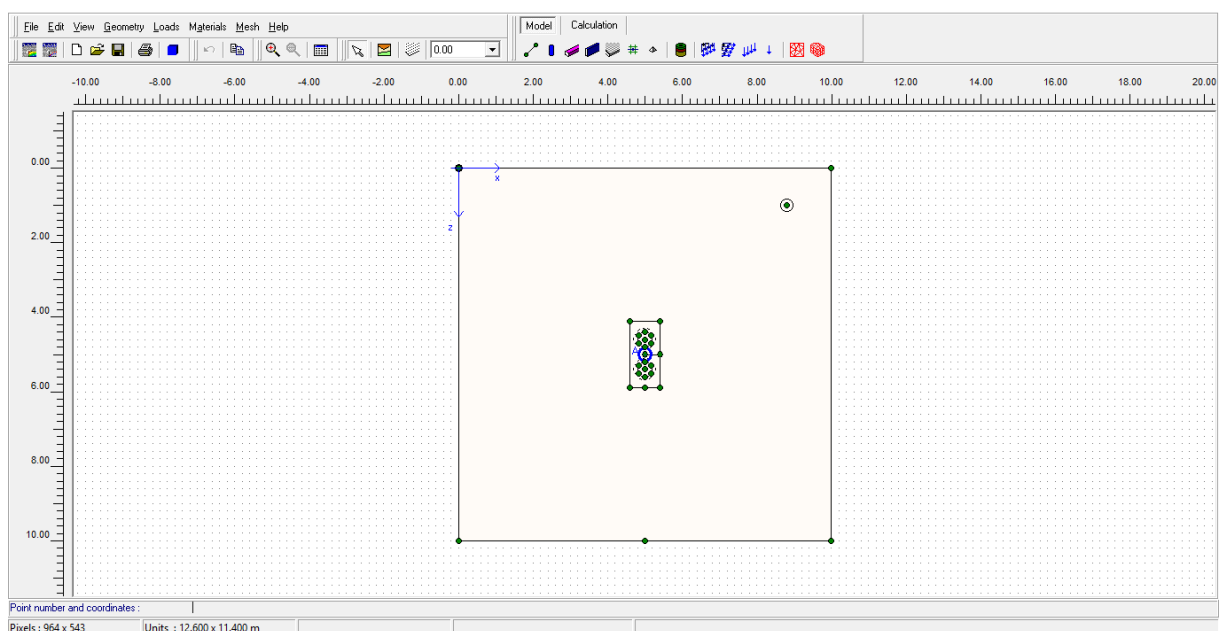 File Edit View Geometry Loads Materials Mesh Help
Model Calculation
0.00
-10.00 -8.00 -6.00 -4.00 -2.00 0.00 2.00 4.00 6.00 8.00 10.00 12.00 14.00 16.00 18.00 20.00
0.00
x
z
2.00
4.00
A
6.00
8.00
10.00
Point number and coordinates :
Pixels : 964 x 543 Units : 12.600 x 11.400 m